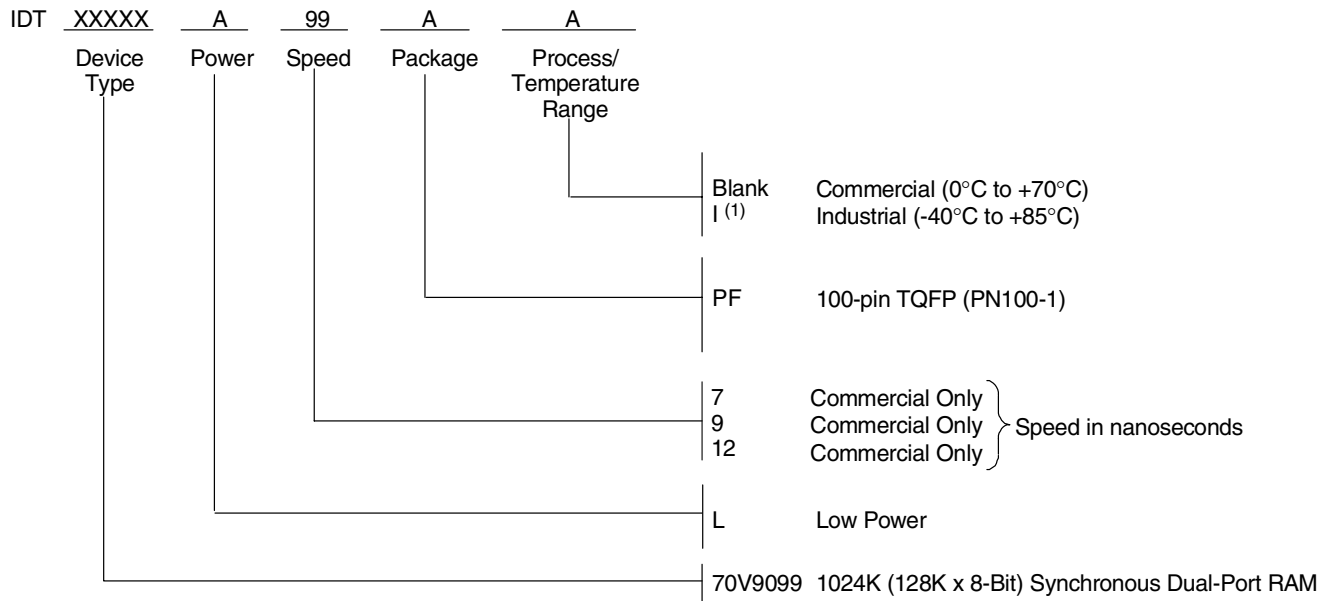 IDT XXXXX A 99 A A
Device Type Power Speed Package Process/ Temperature Range
Blank Commercial (0°C to +70°C)
I (1) Industrial (-40°C to +85°C)
PF 100-pin TQFP (PN100-1)
7 Commercial Only
9 Commercial Only Speed in nanoseconds
12 Commercial Only
L Low Power
70V9099 1024K (128K x 8-Bit) Synchronous Dual-Port RAM